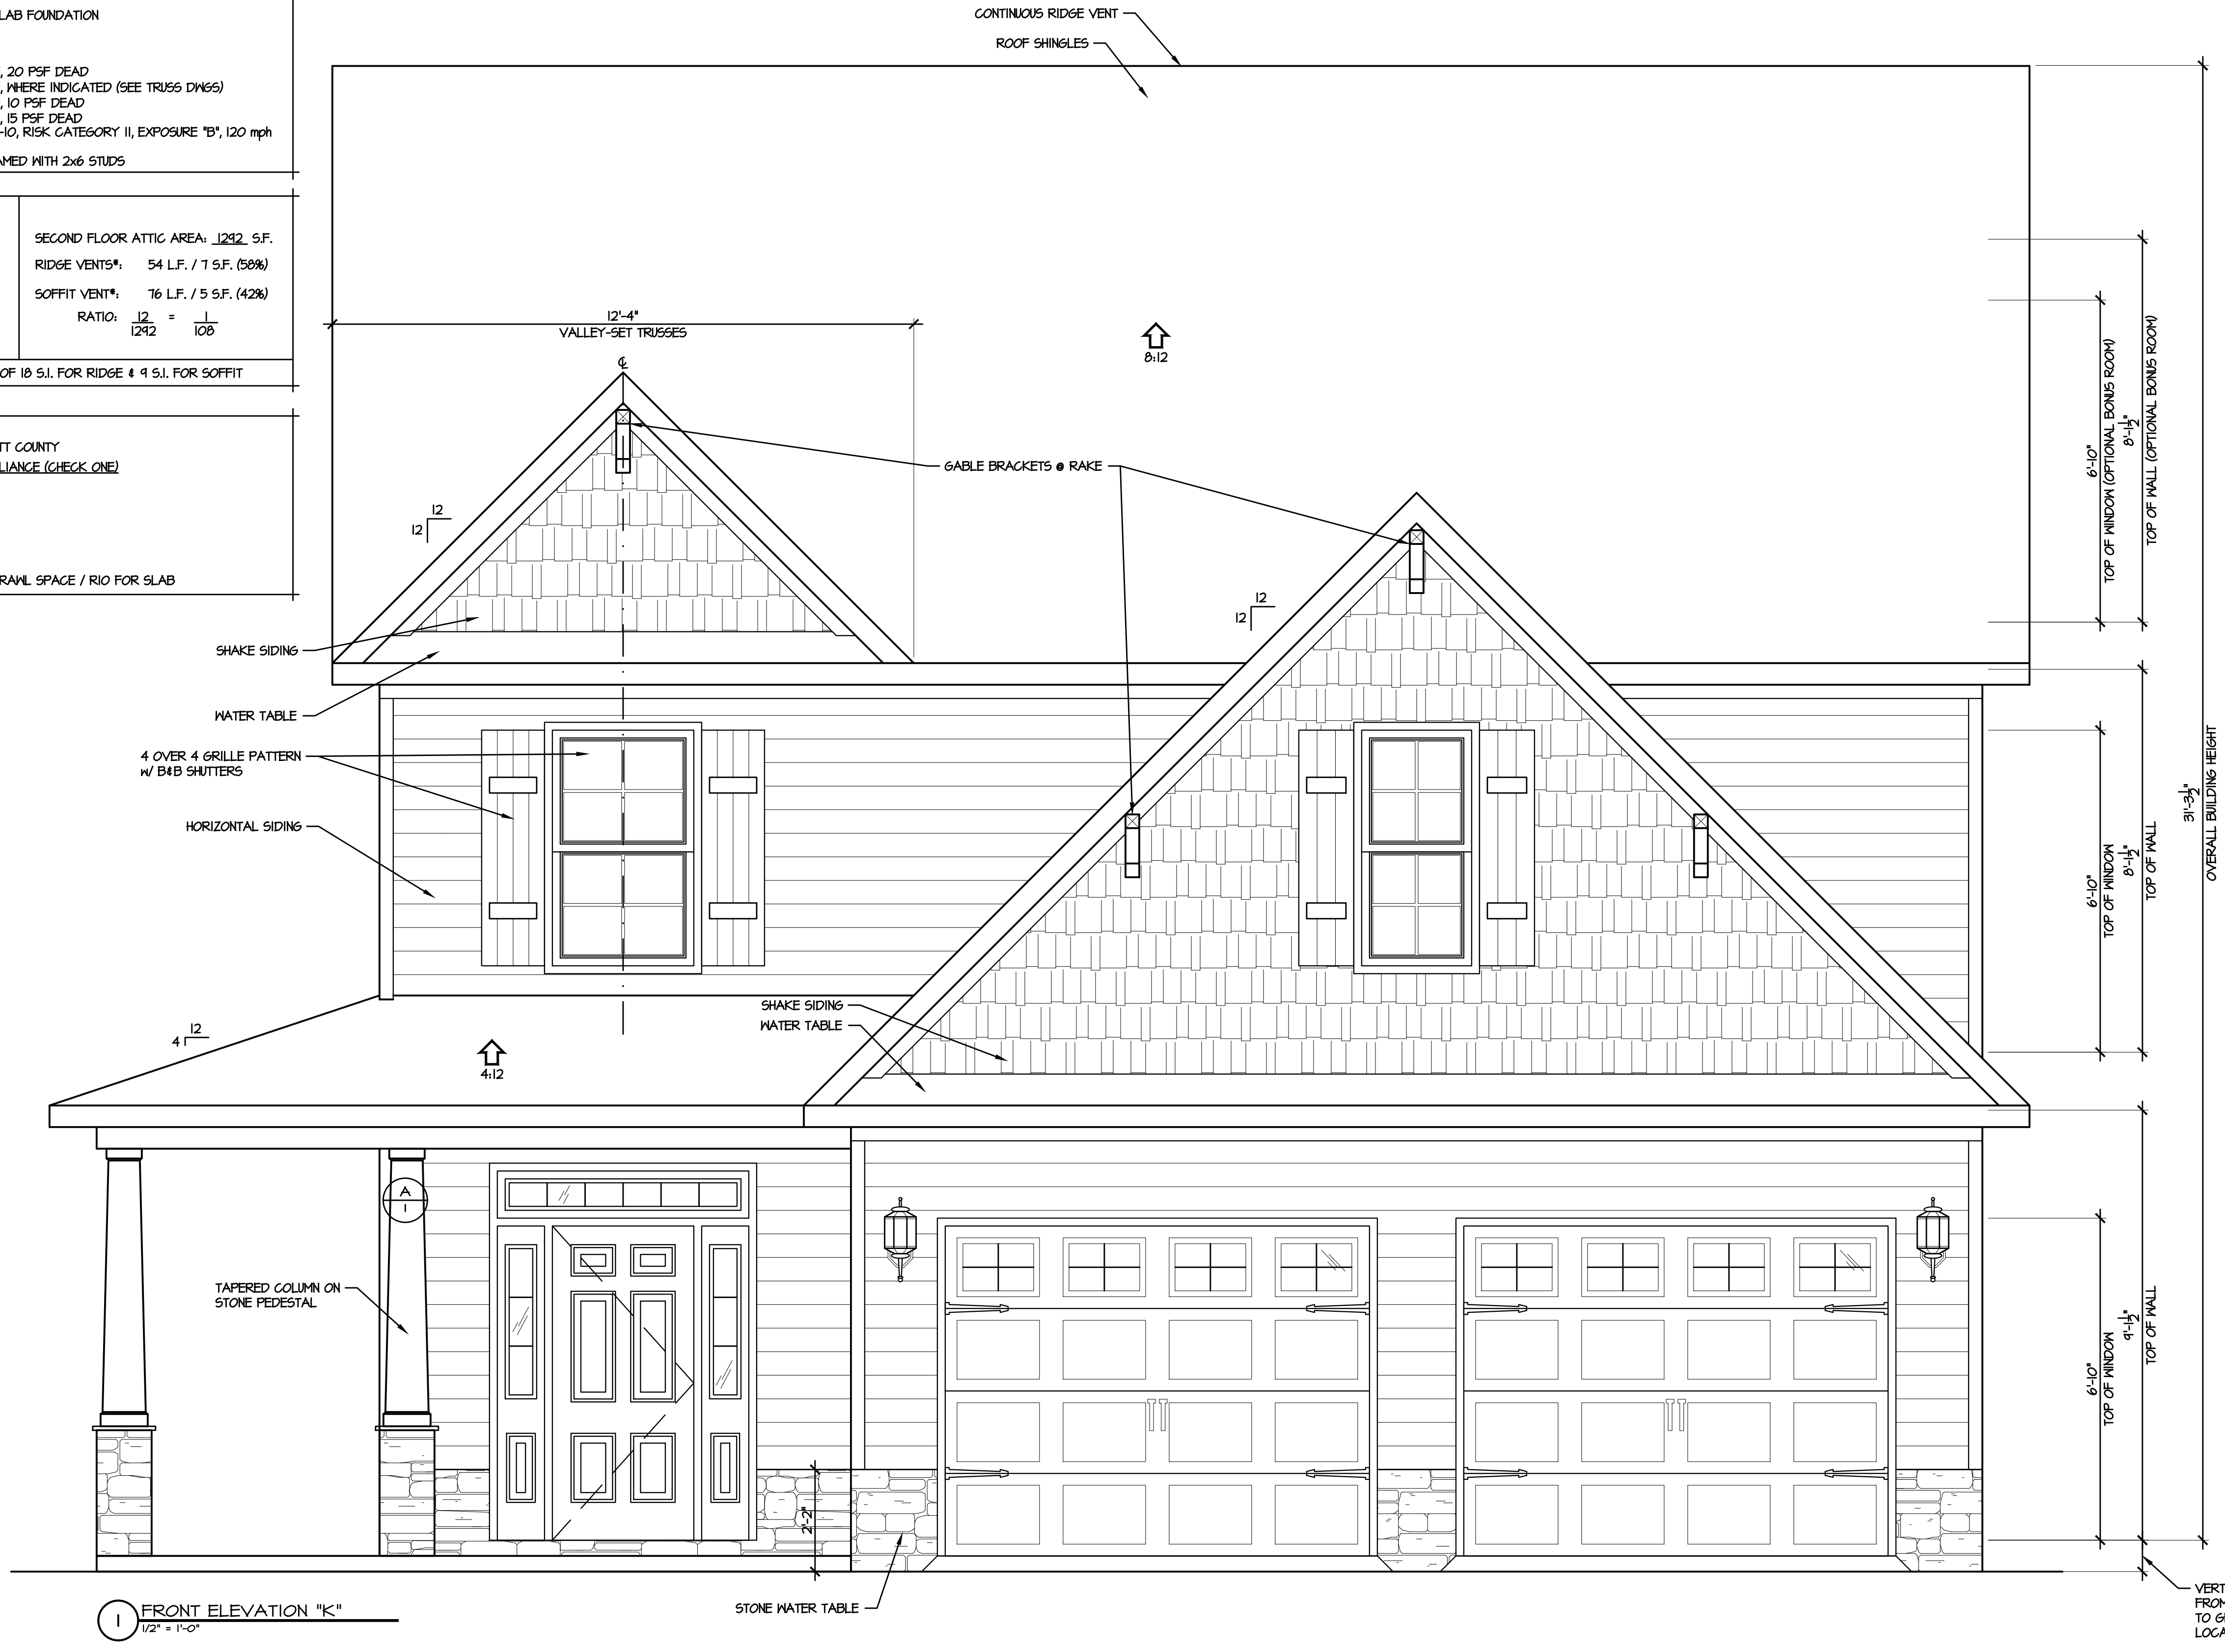 LAB FOUNDATION
, 20 PSF DEAD
, WHERE INDICATED (SEE TRUSS DWGS)
, 10 PSF DEAD
, 15 PSF DEAD
-10, RISK CATEGORY II, EXPOSURE "B", 120 mph
AMED WITH 2x6 STUDS
SECOND FLOOR ATTIC AREA: 1292 S.F.
RIDGE VENTS*: 54 L.F. / 7 S.F. (58%)
SOFFIT VENT*: 76 L.F. / 5 S.F. (42%)
RATIO: 12 = 1
1292 108
OF 18 S.I. FOR RIDGE & 9 S.I. FOR SOFFIT
TT COUNTY
LIANCE (CHECK ONE)
RAWL SPACE / R10 FOR SLAB
CONTINUOUS RIDGE VENT
ROOF SHINGLES
12'-4"
VALLEY-SET TRUSSES
8:12
GABLE BRACKETS @ RAKE
12
12
12
12
SHAKE SIDING
WATER TABLE
4 OVER 4 GRILLE PATTERN
w/ B&B SHUTTERS
HORIZONTAL SIDING
SHAKE SIDING
WATER TABLE
12
4
4:12
A
1
TAPERED COLUMN ON
STONE PEDESTAL
2'-2"
STONE WATER TABLE
6'-10"
TOP OF WINDOW (OPTIONAL BONUS ROOM)
8'-1 1/2"
TOP OF WALL (OPTIONAL BONUS ROOM)
6'-10"
TOP OF WINDOW
8'-1 1/2"
TOP OF WALL
31'-3 1/2"
OVERALL BUILDING HEIGHT
6'-10"
TOP OF WINDOW
9'-1 1/2"
TOP OF WALL
VERT
FROM
TO G
LOCA
1
FRONT ELEVATION "K"
1/2" = 1'-0"